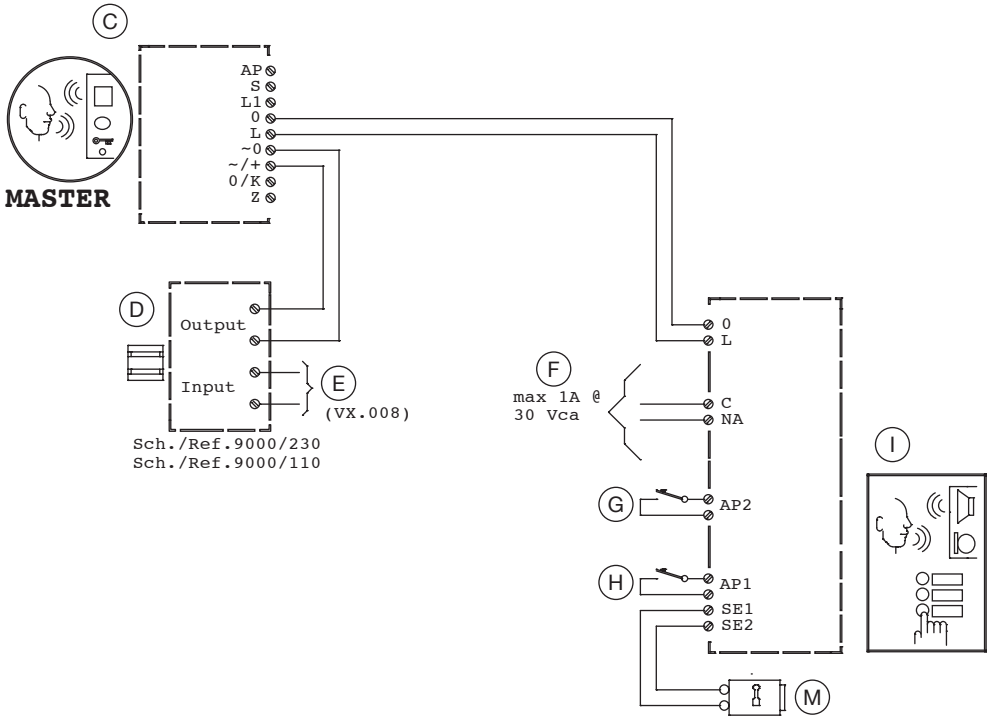 C
AP
S
L1
0
L
~0
~/+
0/K
Z
MASTER
D
Output
Input
E
(VX.008)
Sch./Ref.9000/230
Sch./Ref.9000/110
F
max 1A @
30 Vca
0
L
C
NA
I
G
AP2
H
AP1
SE1
SE2
M